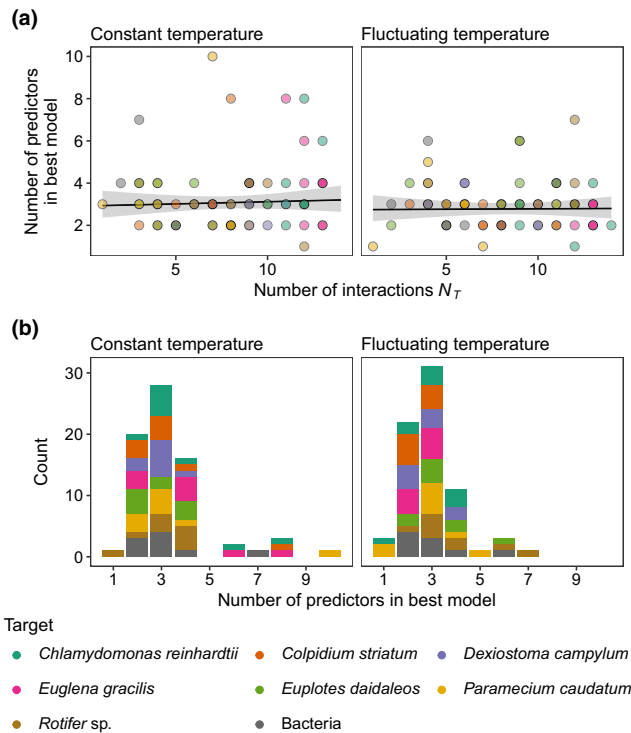 (a)
Constant temperature
Fluctuating temperature
Number of predictors
in best model
10
8
6
4
2
5
10
5
10
Number of interactions N_T
(b)
Constant temperature
Fluctuating temperature
Count
30
20
10
0
1
3
5
7
9
1
3
5
7
9
Number of predictors in best model
Target
Chlamydomonas reinhardtii
Colpidium striatum
Dexiostoma campylum
Euglena gracilis
Euplotes daidaleos
Paramecium caudatum
Rotifer sp.
Bacteria